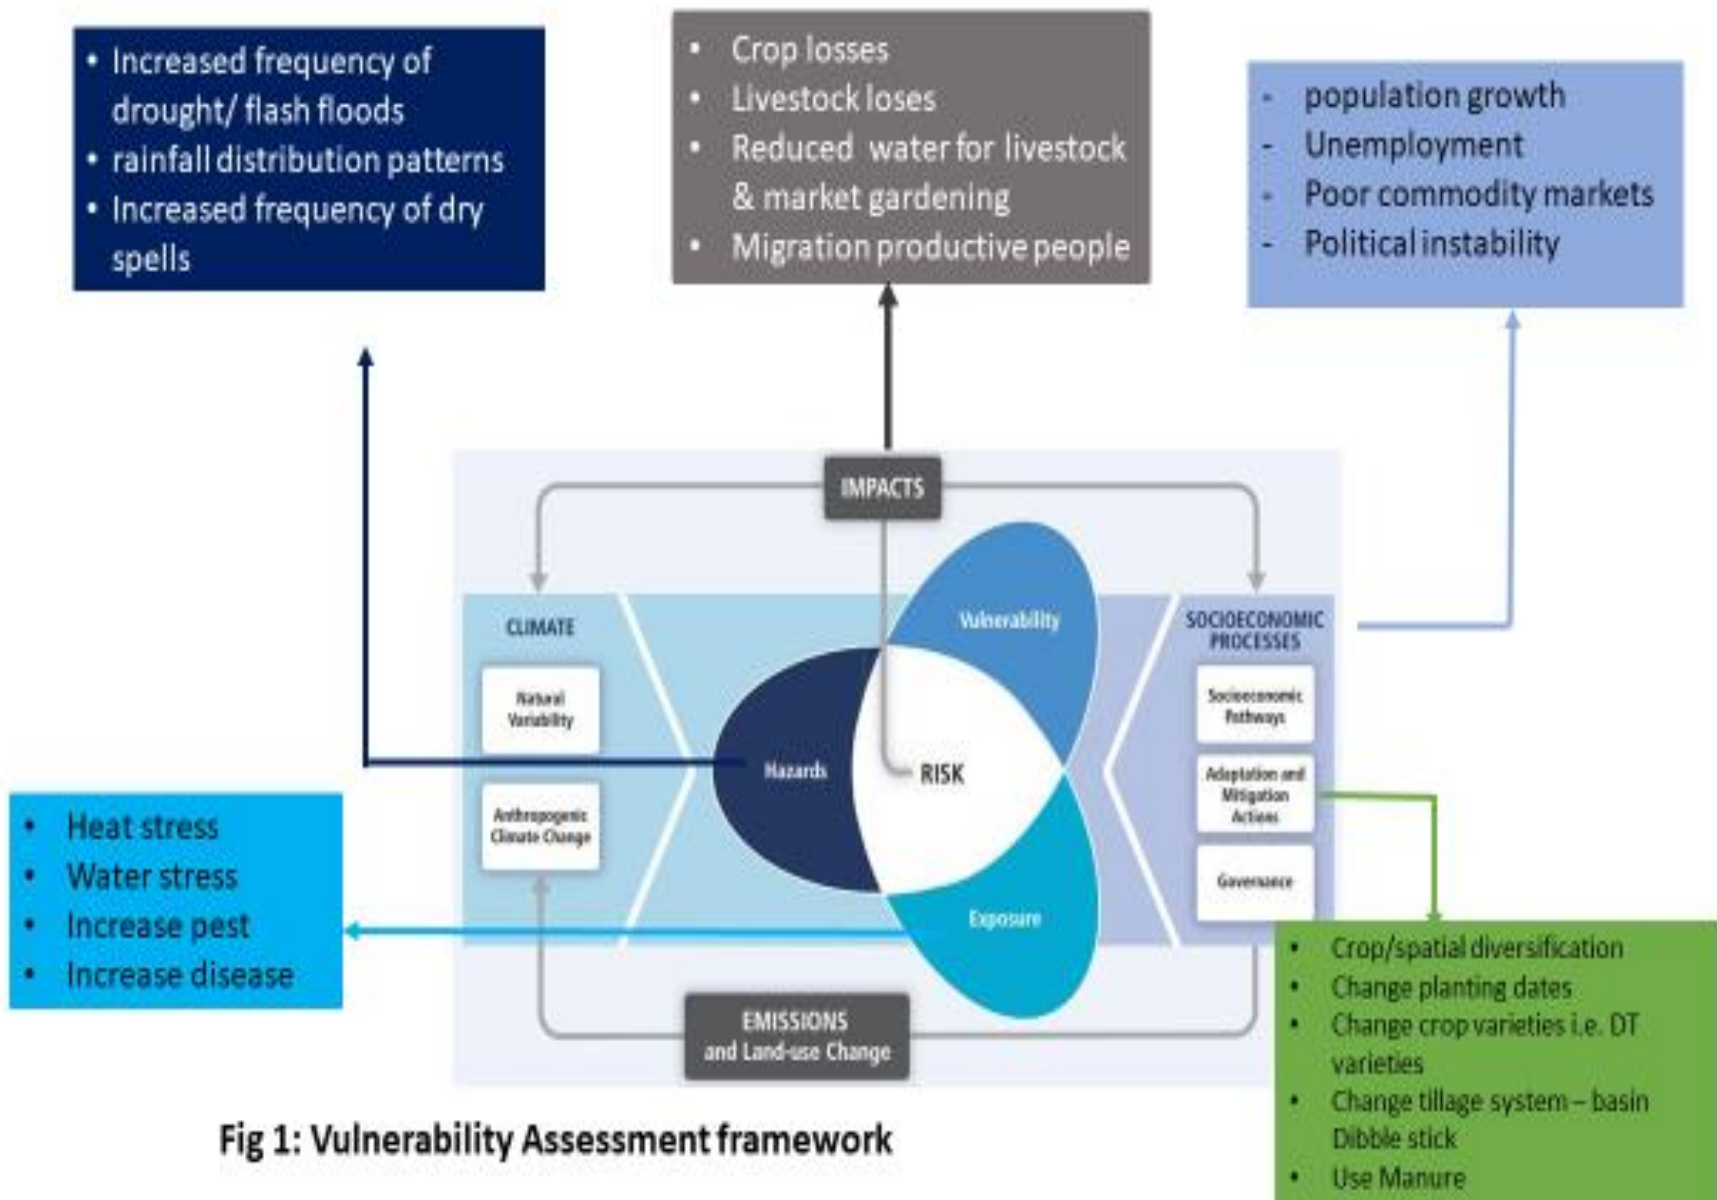 • Increased frequency of
drought/ flash floods
• rainfall distribution patterns
• Increased frequency of dry
spells
• Crop losses
• Livestock loses
• Reduced water for livestock
& market gardening
• Migration productive people
- population growth
- Unemployment
- Poor commodity markets
- Political instability
IMPACTS
CLIMATE
Natural
Variability
Anthropogenic
Climate Change
Vulnerability
Hazards
RISK
Exposure
SOCIOECONOMIC
PROCESSES
Socioeconomic
Pathways
Adaptation and
Mitigation
Actions
Governance
• Heat stress
• Water stress
• Increase pest
• Increase disease
EMISSIONS
and Land-use Change
• Crop/spatial diversification
• Change planting dates
• Change crop varieties i.e. DT
varieties
• Change tillage system – basin
Dibble stick
• Use Manure
Fig 1: Vulnerability Assessment framework